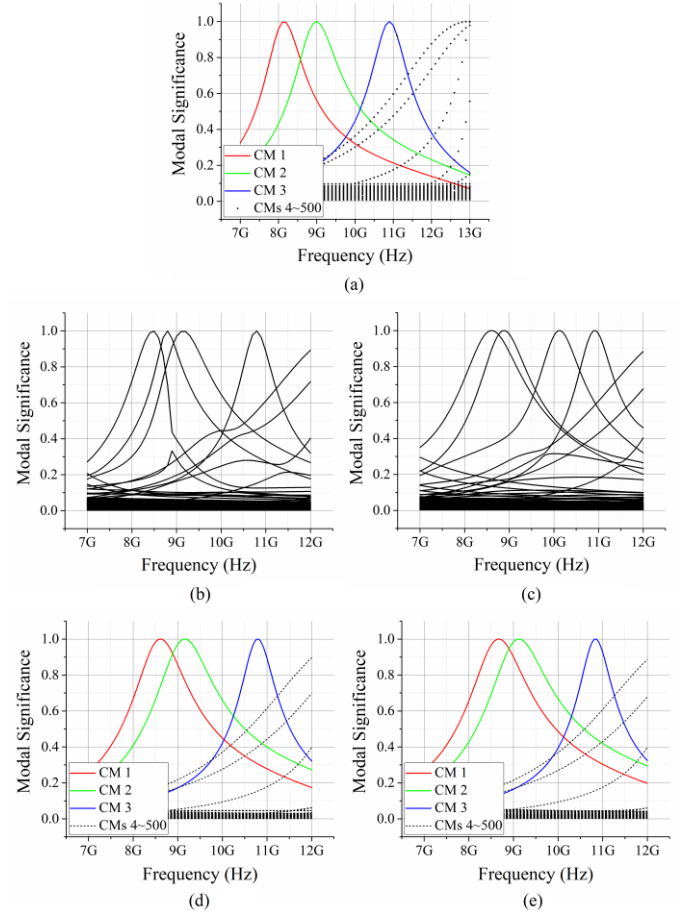 Modal Significance
1.0
0.8
0.6
0.4
0.2
0.0
CM 1
CM 2
CM 3
CMs 4~500
7G 8G 9G 10G 11G 12G 13G
Frequency (Hz)
(a)
Modal Significance
1.0
0.8
0.6
0.4
0.2
0.0
7G 8G 9G 10G 11G 12G
Frequency (Hz)
(b)
Modal Significance
1.0
0.8
0.6
0.4
0.2
0.0
7G 8G 9G 10G 11G 12G
Frequency (Hz)
(c)
Modal Significance
1.0
0.8
0.6
0.4
0.2
0.0
CM 1
CM 2
CM 3
CMs 4~500
7G 8G 9G 10G 11G 12G
Frequency (Hz)
(d)
Modal Significance
1.0
0.8
0.6
0.4
0.2
0.0
CM 1
CM 2
CM 3
CMs 4~500
7G 8G 9G 10G 11G 12G
Frequency (Hz)
(e)